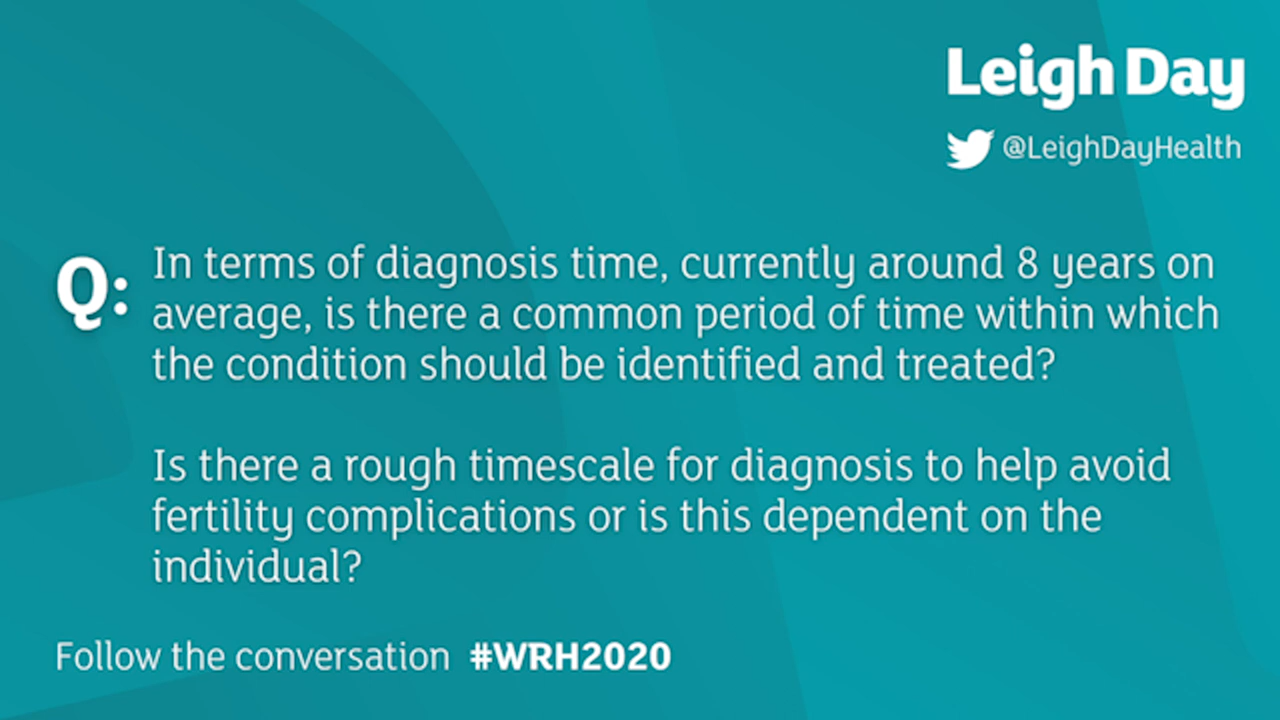 Leigh Day
@LeighDayHealth
Q: In terms of diagnosis time, currently around 8 years on
average, is there a common period of time within which
the condition should be identified and treated?
Is there a rough timescale for diagnosis to help avoid
fertility complications or is this dependent on the
individual?
Follow the conversation #WRH2020